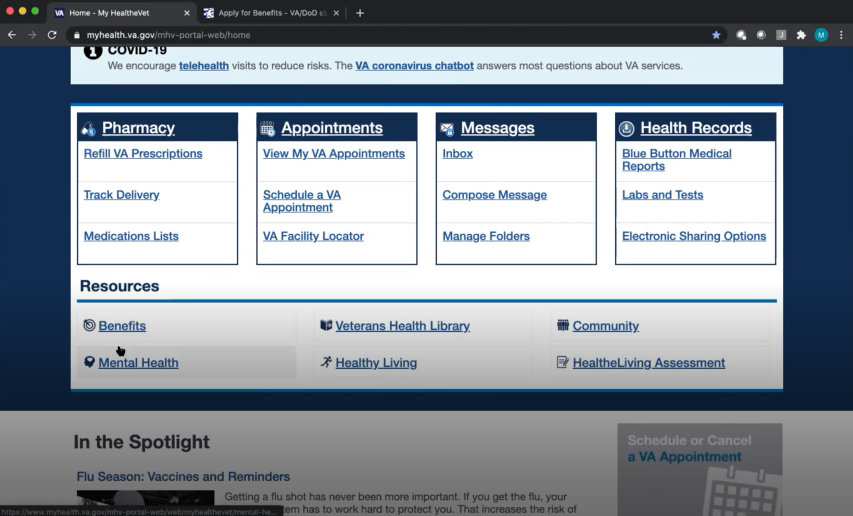 Home - My HealtheVet
Apply for Benefits - VA/DoD eB
myhealth.va.gov/mhv-portal-web/home
M
COVID-19
We encourage telehealth visits to reduce risks. The VA coronavirus chatbot answers most questions about VA services.
Pharmacy
Refill VA Prescriptions
Track Delivery
Medications Lists
Appointments
View My VA Appointments
Schedule a VA
Appointment
VA Facility Locator
Messages
Inbox
Compose Message
Manage Folders
Health Records
Blue Button Medical
Reports
Labs and Tests
Electronic Sharing Options
Resources
Benefits
Veterans Health Library
Community
Mental Health
Healthy Living
HealtheLiving Assessment
In the Spotlight
Schedule or Cancel
a VA Appointment
Flu Season: Vaccines and Reminders
Getting a flu shot has never been more important. If you get the flu, your
tem has to work hard to protect you. That increases the risk of
https://www.myhealth.va.gov/mhv-portal-web/web/myhealthevet/mental-he...